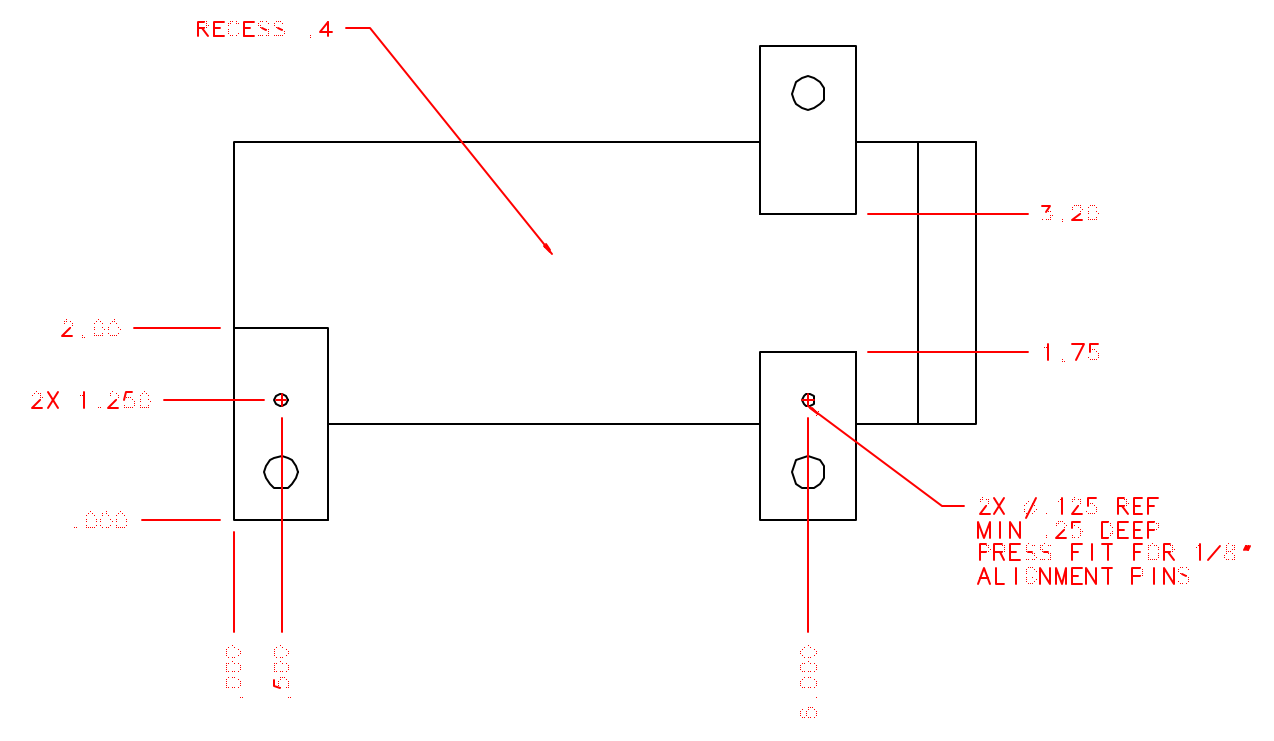 RECESS .4
3.20
2.00
1.75
2X 1.250
.000
2X ⌀.125 REF
MIN .25 DEEP
PRESS FIT FOR 1/8"
ALIGNMENT PINS
.000
.500
6.000